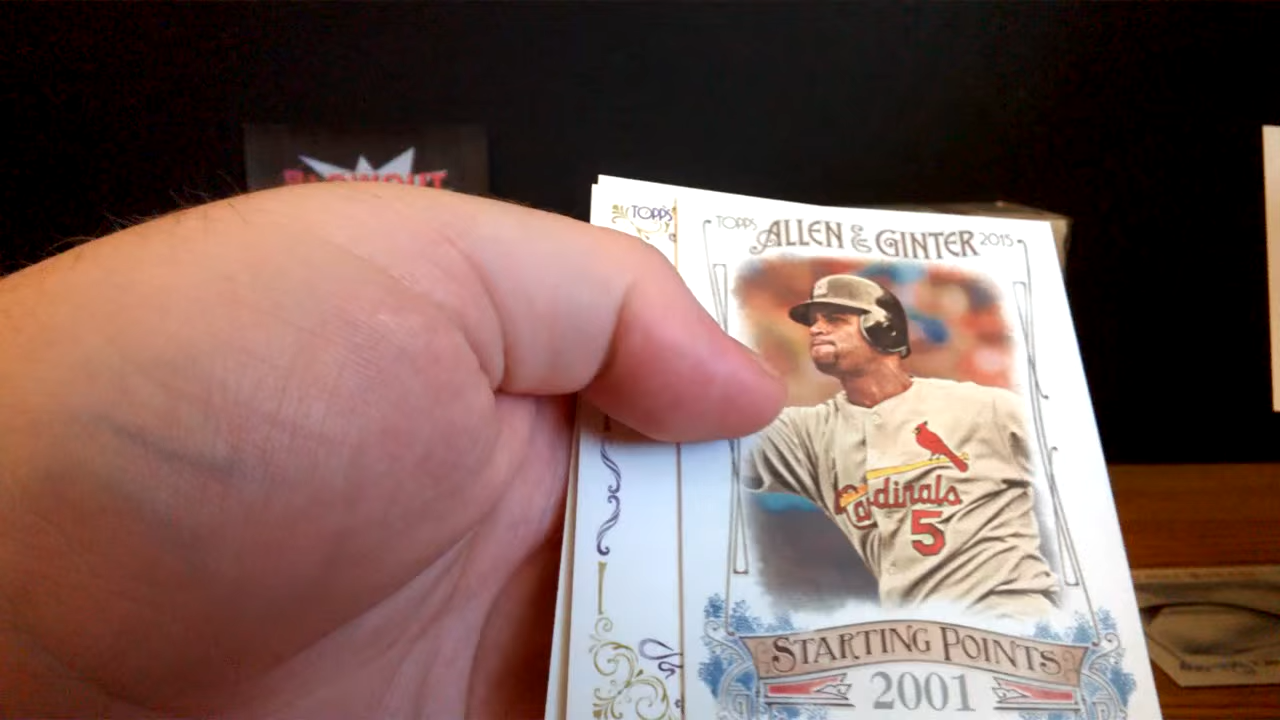 TOPPS
TOPPS ALLEN & GINTER 2015
Cardinals
5
STARTING POINTS
2001